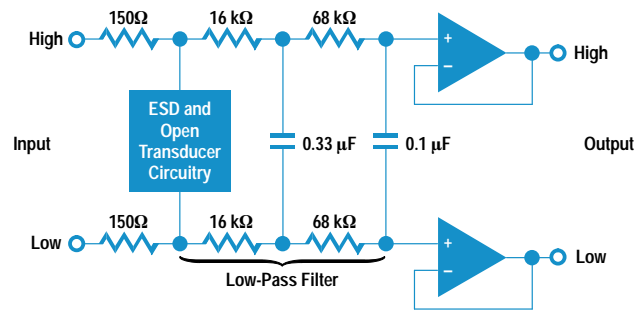 150Ω 16 kΩ 68 kΩ
High + − High
ESD and
Open
Transducer
Circuitry
Input 0.33 µF 0.1 µF Output
150Ω 16 kΩ 68 kΩ
Low + − Low
Low-Pass Filter